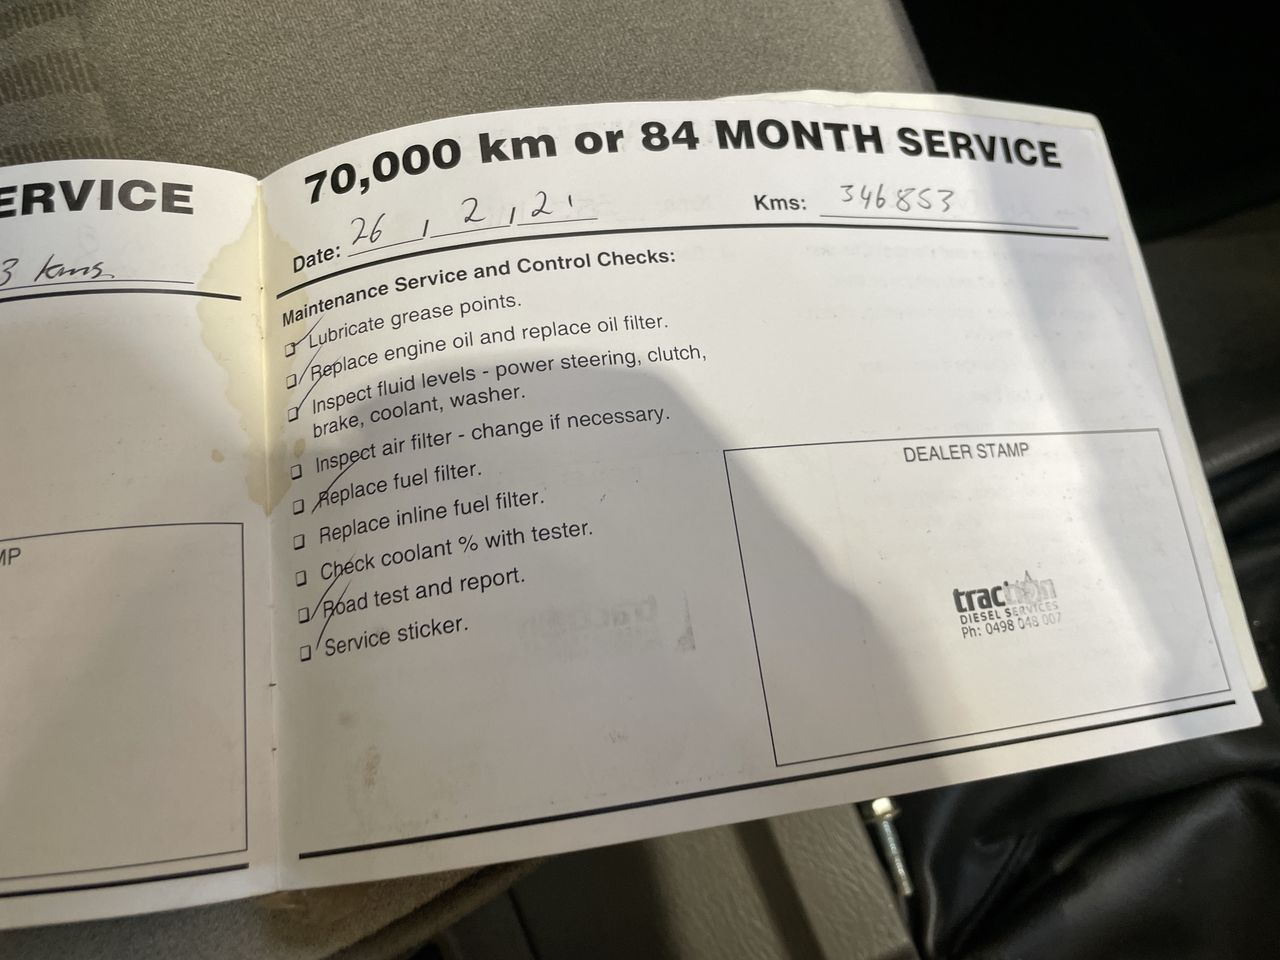 ERVICE
3 kms
MP
70,000 km or 84 MONTH SERVICE
Date: 26 / 2 / 21
Kms: 346853
Maintenance Service and Control Checks:
Lubricate grease points.
Replace engine oil and replace oil filter.
Inspect fluid levels - power steering, clutch,
brake, coolant, washer.
Inspect air filter - change if necessary.
Replace fuel filter.
Replace inline fuel filter.
Check coolant % with tester.
Road test and report.
Service sticker.
DEALER STAMP
traction
DIESEL SERVICES
Ph: 0498 048 007